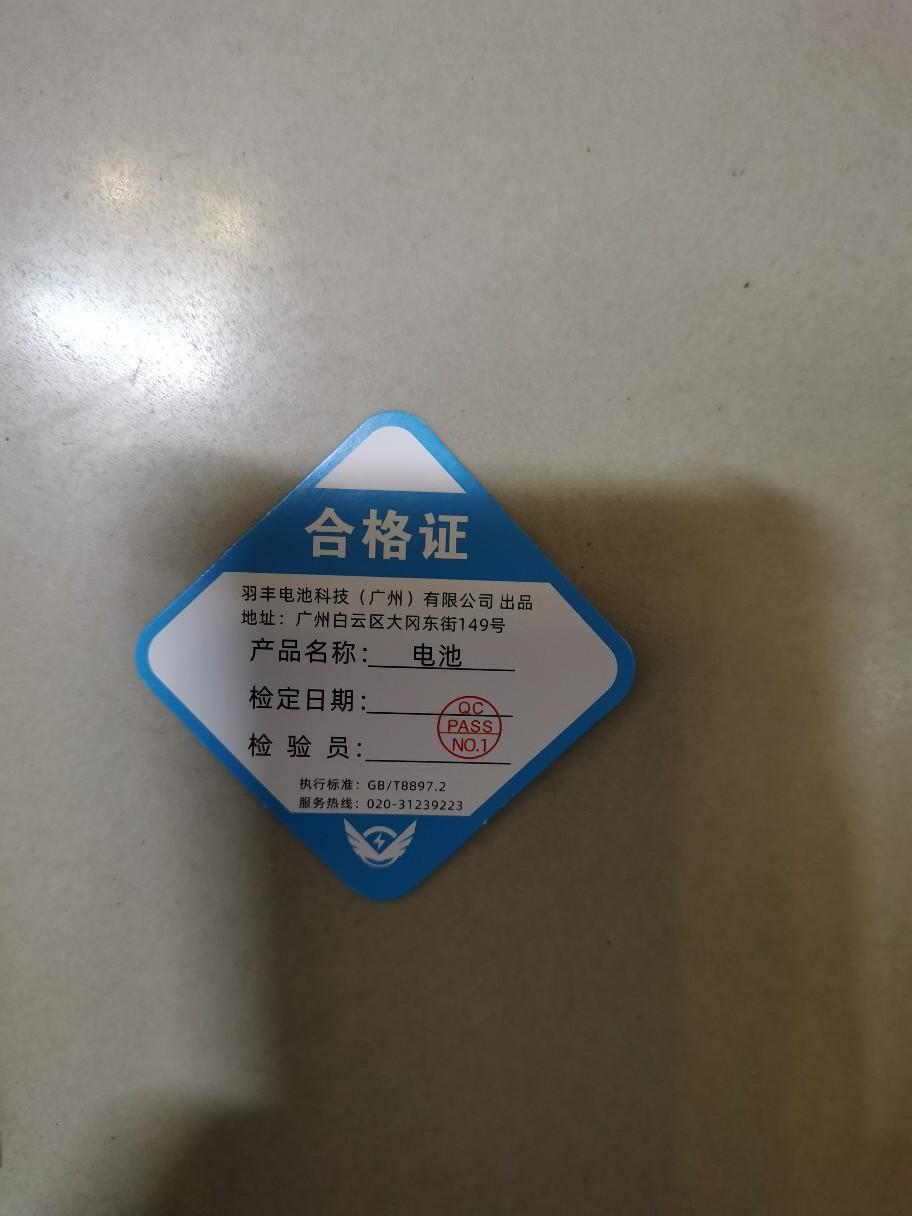 合格证
羽丰电池科技（广州）有限公司 出品
地址：广州白云区大冈东街149号
产品名称：电池
检定日期：
检 验 员：
QC
PASS
NO.1
执行标准：GB/T8897.2
服务热线：020-31239223